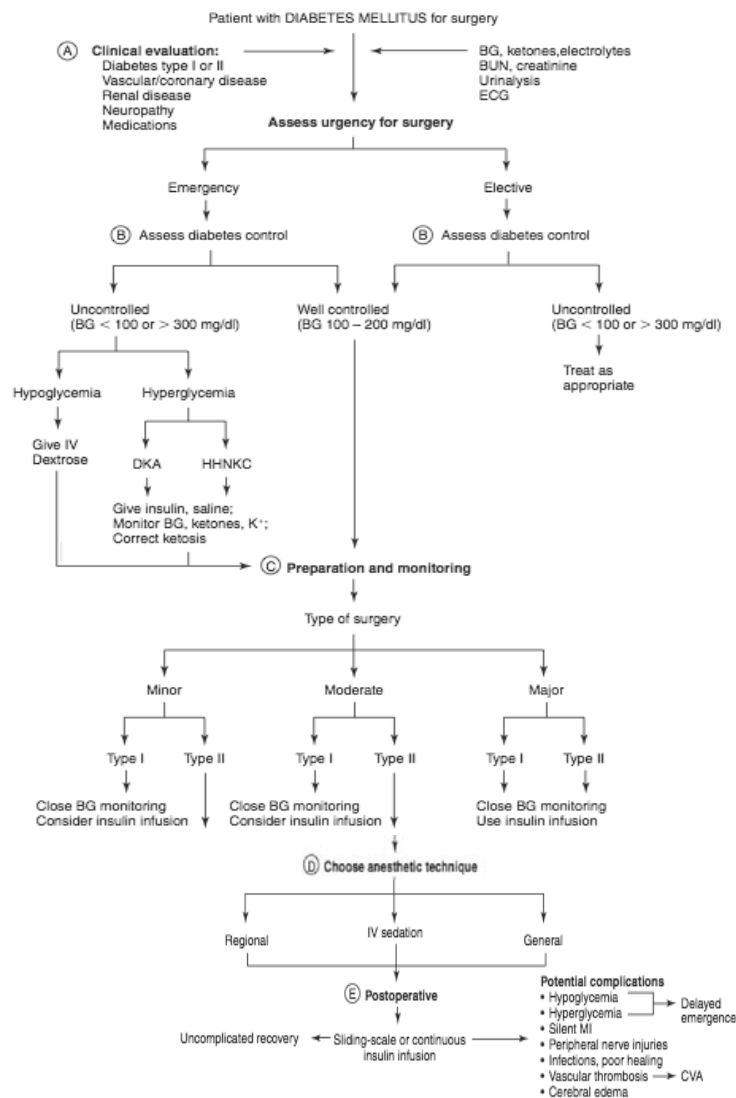 Patient with DIABETES MELLITUS for surgery
A Clinical evaluation:
Diabetes type I or II
Vascular/coronary disease
Renal disease
Neuropathy
Medications
BG, ketones,electrolytes
BUN, creatinine
Urinalysis
ECG
Assess urgency for surgery
Emergency
Elective
B Assess diabetes control
B Assess diabetes control
Uncontrolled
(BG < 100 or > 300 mg/dl)
Well controlled
(BG 100 – 200 mg/dl)
Uncontrolled
(BG < 100 or > 300 mg/dl)
Hypoglycemia
Hyperglycemia
Treat as
appropriate
Give IV
Dextrose
DKA
HHNKC
Give insulin, saline;
Monitor BG, ketones, K⁺;
Correct ketosis
C Preparation and monitoring
Type of surgery
Minor
Moderate
Major
Type I
Type II
Type I
Type II
Type I
Type II
Close BG monitoring
Consider insulin infusion
Close BG monitoring
Consider insulin infusion
Close BG monitoring
Use insulin infusion
D Choose anesthetic technique
Regional
IV sedation
General
E Postoperative
Uncomplicated recovery
Sliding-scale or continuous
insulin infusion
Potential complications
• Hypoglycemia
• Hyperglycemia
Delayed
emergence
• Silent MI
• Peripheral nerve injuries
• Infections, poor healing
• Vascular thrombosis
CVA
• Cerebral edema